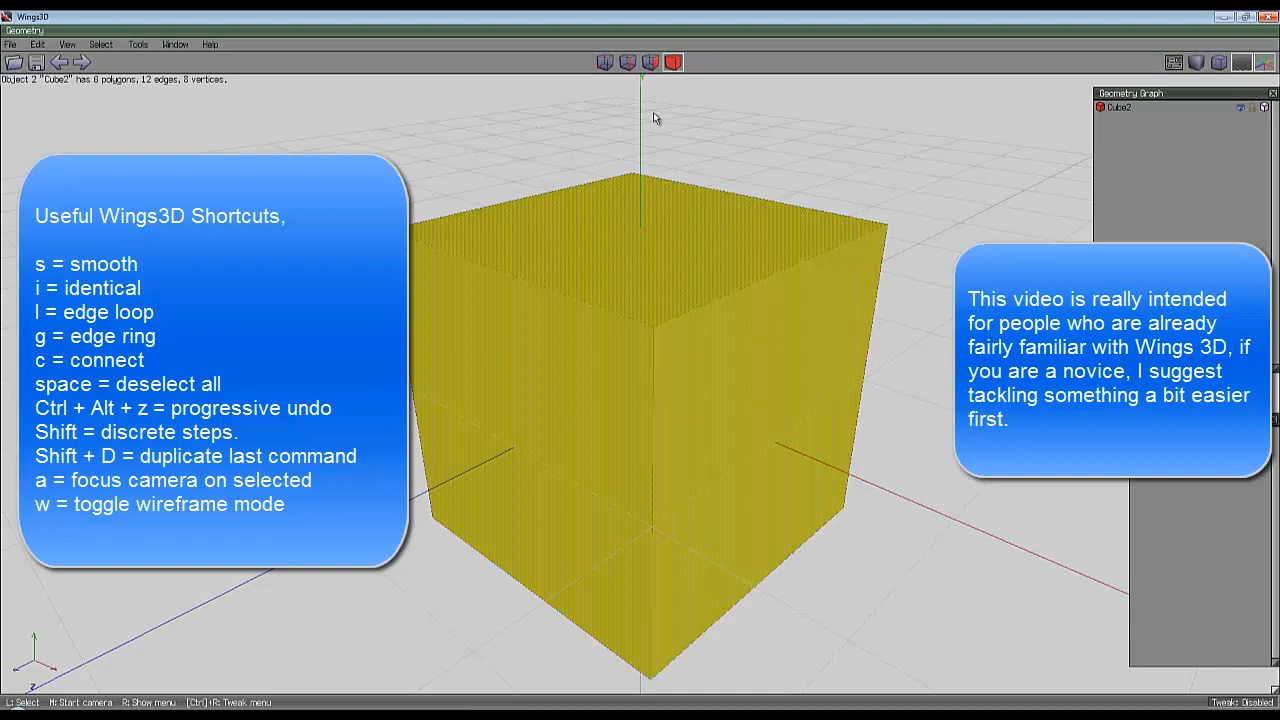 Wings3D
Geometry
File Edit View Select Tools Window Help
Object 2 "Cube2" has 6 polygons, 12 edges, 8 vertices.
Y
Geometry Graph
Cube2
Useful Wings3D Shortcuts,
s = smooth
i = identical
l = edge loop
g = edge ring
c = connect
space = deselect all
Ctrl + Alt + z = progressive undo
Shift = discrete steps.
Shift + D = duplicate last command
a = focus camera on selected
w = toggle wireframe mode
This video is really intended
for people who are already
fairly familiar with Wings 3D, if
you are a novice, I suggest
tackling something a bit easier
first.
Z
L: Select M: Start camera R: Show menu [Ctrl]+R: Tweak menu
Tweak: Disabled